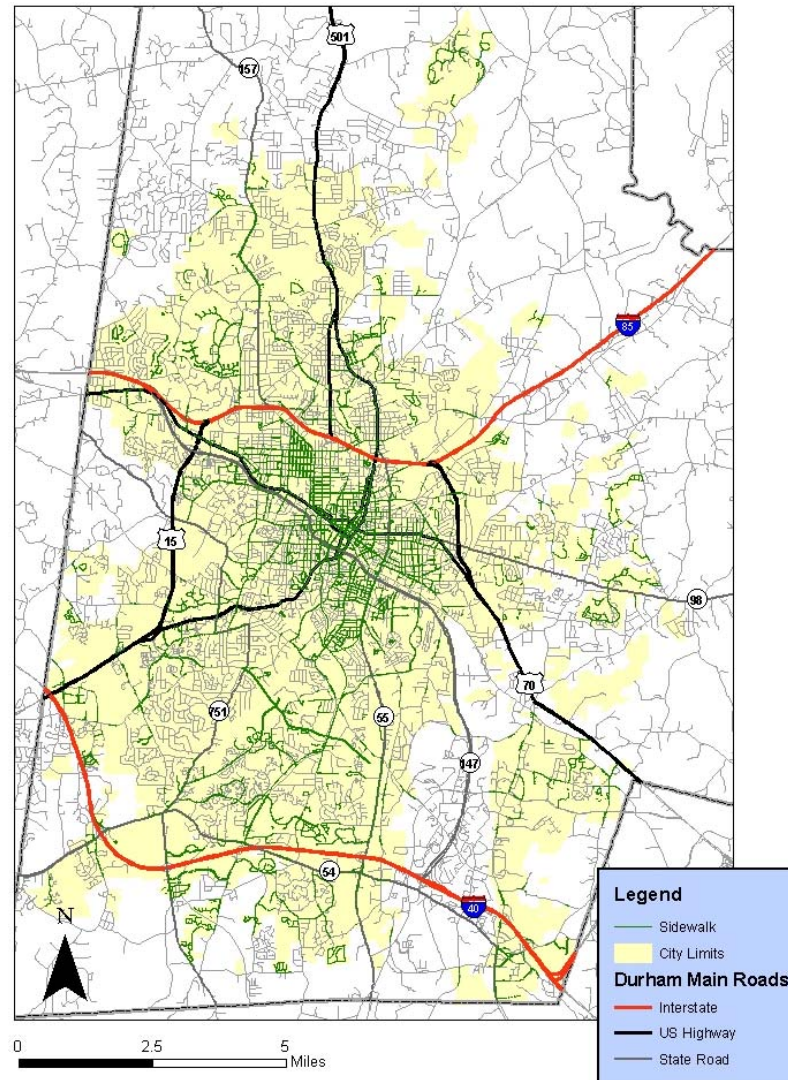 501
157
85
15
98
70
751
55
147
54
40
N
0 2.5 5
Miles
Legend
Sidewalk
City Limits
Durham Main Roads
Interstate
US Highway
State Road